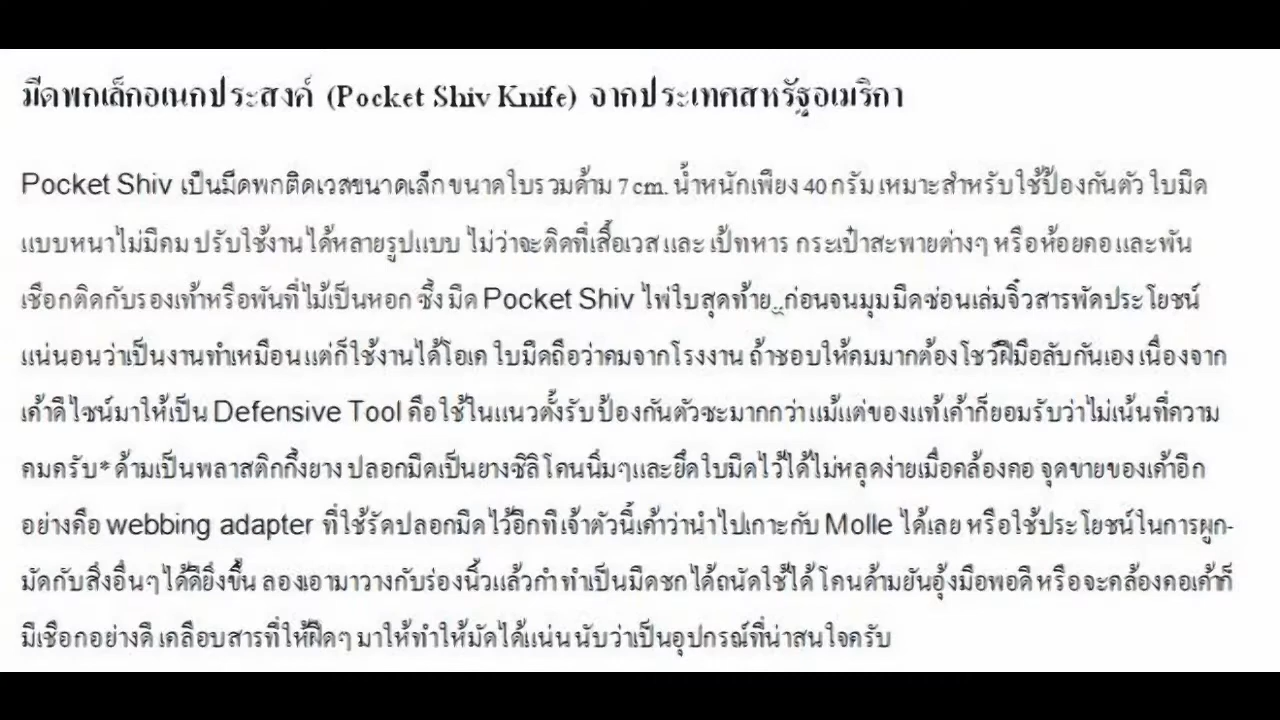 มีดพกเล็กอเนกประสงค์ (Pocket Shiv Knife) จากประเทศสหรัฐอเมริกา
Pocket Shiv เป็นมีดพกติดเวสขนาดเล็ก ขนาดใบรวมด้าม 7 cm. น้ำหนักเพียง 40 กรัม เหมาะสำหรับใช้ป้องกันตัว ใบมีด
แบบหนาไม่มีคม ปรับใช้งานได้หลายรูปแบบ ไม่ว่าจะติดที่เสื้อเวส และ เป้ทหาร กระเป๋าสะพายต่างๆ หรือห้อยคอ และพัน
เชือกติดกับรองเท้าหรือพันที่ไม้เป็นหอก ซึ้ง มีด Pocket Shiv ไพ่ใบสุดท้าย...ก่อนจนมุม มีดซ่อนเล่มจิ๋วสารพัดประโยชน์
แน่นอนว่าเป็นงานทำเหมือน แต่ก็ใช้งานได้โอเค ใบมีดถือว่าคมจากโรงงาน ถ้าชอบให้คมมากต้อง โชว์ฝีมือลับกันเอง เนื่องจาก
เค้าดีไซน์มาให้เป็น Defensive Tool คือใช้ในแนวตั้งรับ ป้องกันตัวซะมากกว่า แม้แต่ของแท้เค้าก็ยอมรับว่าไม่เน้นที่ความ
คมครับ* ด้ามเป็นพลาสติกกึ้งยาง ปลอกมีดเป็นยางซิลิโคนนิ่มๆและยึดใบมีดไว้ได้ไม่หลุดง่ายเมื่อคล้องคอ จุดขายของเค้าอีก
อย่างคือ webbing adapter ที่ใช้รัดปลอกมีดไว้อีกที เจ้าตัวนี้เค้าว่านำไปเกาะกับ Molle ได้เลย หรือใช้ประโยชน์ในการผูก-
มัดกับสิ่งอื่นๆ ได้ดียิ่งขึ้น ลองเอามาวางกับร่องนิ้วแล้วกำ ทำเป็นมีดชก ได้ถนัดใช้ได้ โคนด้ามยันอุ้งมือพอดี หรือจะคล้องคอเค้าก็
มีเชือกอย่างดี เคลือบสารที่ให้ฝืดๆ มาให้ทำให้มัดได้แน่น นับว่าเป็นอุปกรณ์ที่น่าสนใจครับ